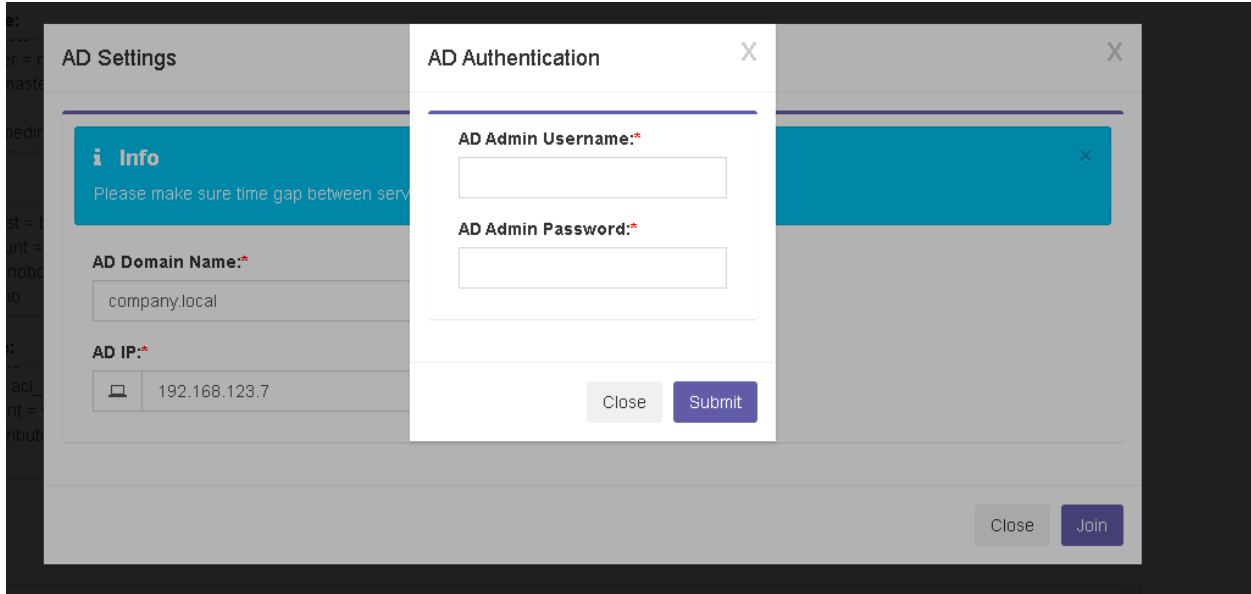 AD Settings
X
AD Authentication
X
Info
×
Please make sure time gap between serv
AD Domain Name:*
company.local
AD IP:*
192.168.123.7
Close
Join
AD Admin Username:*
AD Admin Password:*
Close
Submit